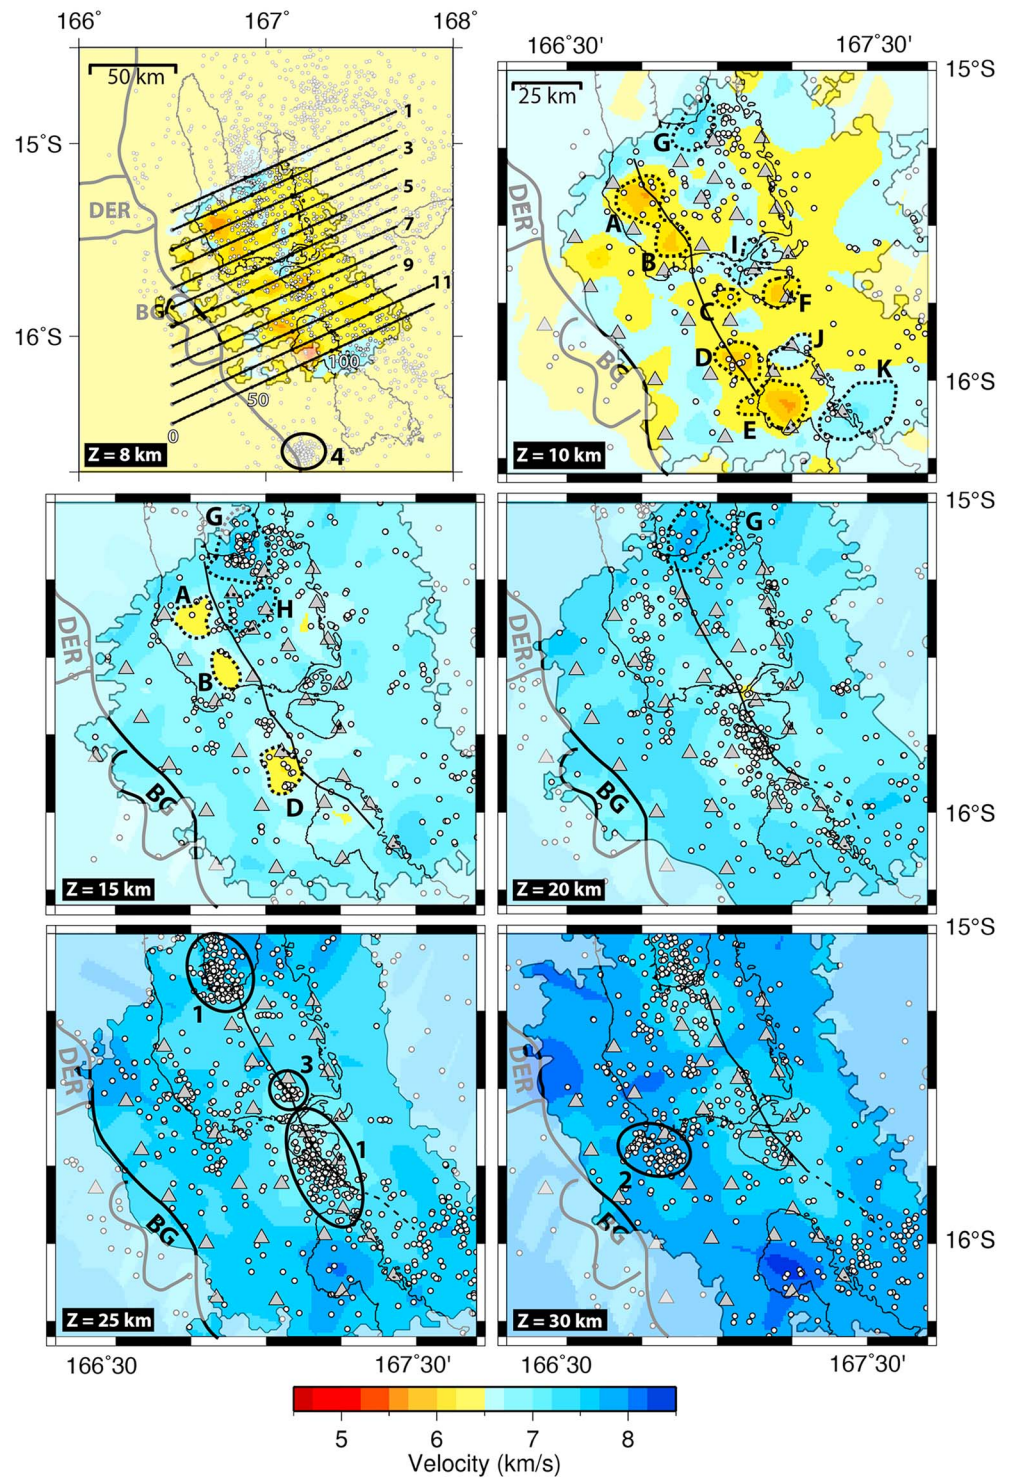 166˚ 167˚ 168˚
50 km
1
3
5
7
9
11
15˚S
16˚S
DER
BG
100
50
0
4
Z = 8 km
166˚30' 167˚30'
25 km
15˚S
16˚S
DER
BG
G
A
B
I
C
F
D
J
K
E
Z = 10 km
G
A
H
B
D
DER
BG
Z = 15 km
G
DER
BG
15˚S
16˚S
Z = 20 km
1
3
1
DER
BG
Z = 25 km
DER
2
BG
15˚S
16˚S
Z = 30 km
166˚30 167˚30' 166˚30' 167˚30'
5 6 7 8
Velocity (km/s)